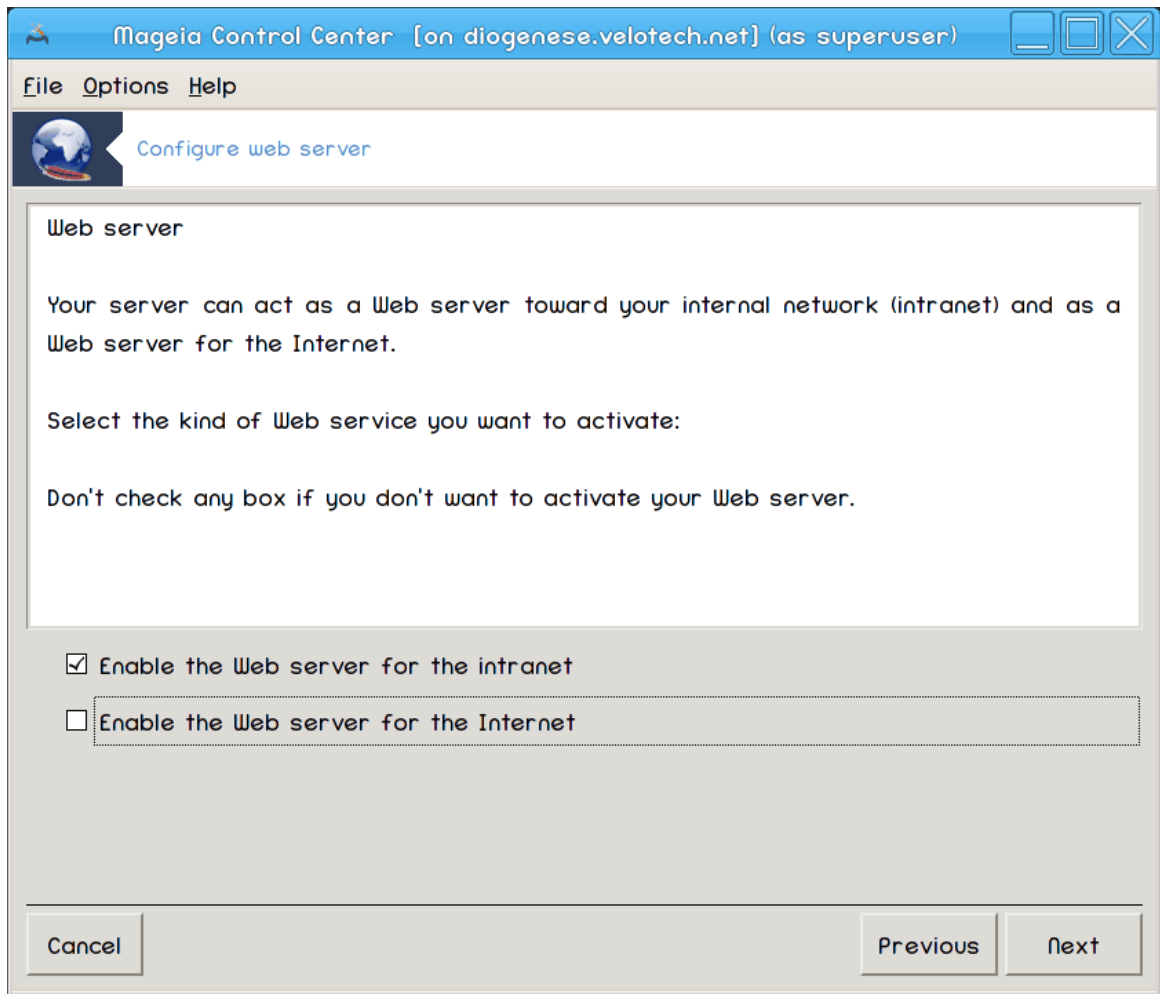 Mageia Control Center [on diogenese.velotech.net] (as superuser)
File Options Help
Configure web server
Web server
Your server can act as a Web server toward your internal network (intranet) and as a
Web server for the Internet.
Select the kind of Web service you want to activate:
Don't check any box if you don't want to activate your Web server.
Enable the Web server for the intranet
Enable the Web server for the Internet
Cancel Previous Next